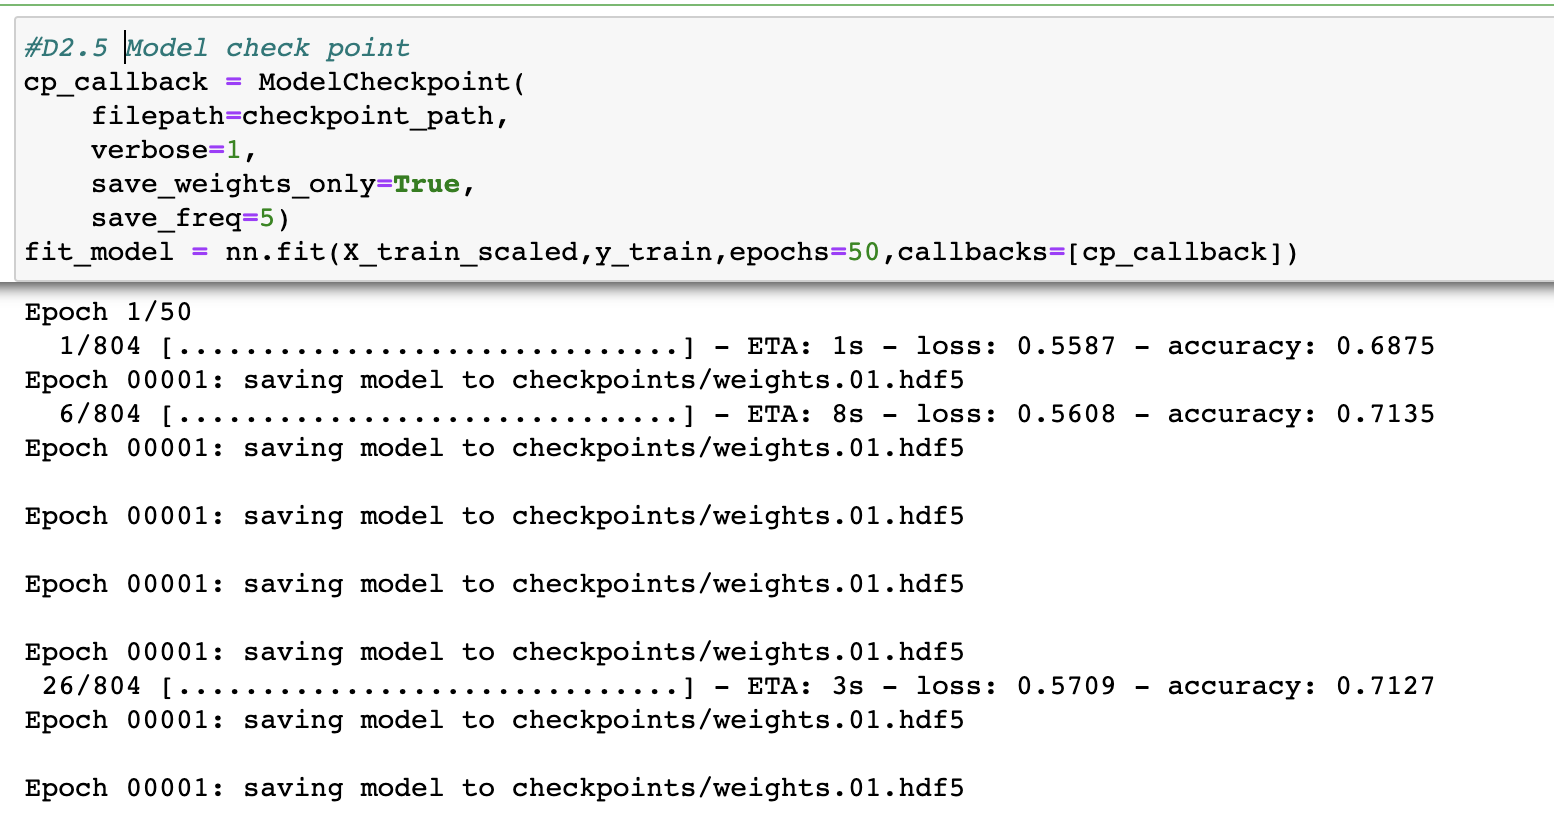 #D2.5 Model check point
cp_callback = ModelCheckpoint(
    filepath=checkpoint_path,
    verbose=1,
    save_weights_only=True,
    save_freq=5)
fit_model = nn.fit(X_train_scaled,y_train,epochs=50,callbacks=[cp_callback])
Epoch 1/50
  1/804 [..............................] - ETA: 1s - loss: 0.5587 - accuracy: 0.6875
Epoch 00001: saving model to checkpoints/weights.01.hdf5
  6/804 [..............................] - ETA: 8s - loss: 0.5608 - accuracy: 0.7135
Epoch 00001: saving model to checkpoints/weights.01.hdf5
Epoch 00001: saving model to checkpoints/weights.01.hdf5
Epoch 00001: saving model to checkpoints/weights.01.hdf5
Epoch 00001: saving model to checkpoints/weights.01.hdf5
 26/804 [..............................] - ETA: 3s - loss: 0.5709 - accuracy: 0.7127
Epoch 00001: saving model to checkpoints/weights.01.hdf5
Epoch 00001: saving model to checkpoints/weights.01.hdf5